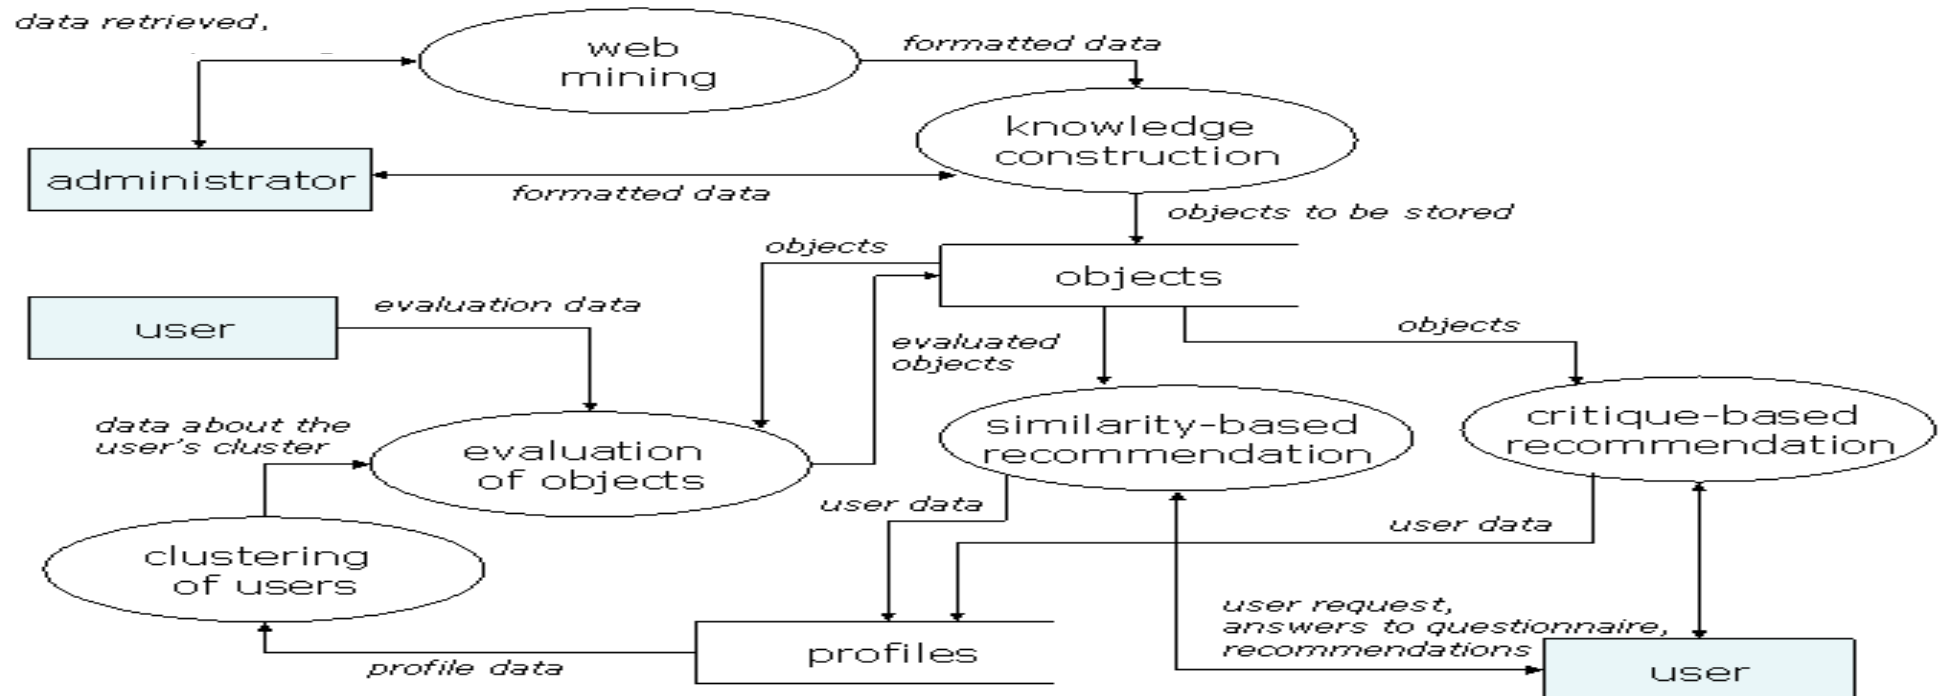 data retrieved,
web
mining
formatted data
knowledge
construction
administrator
formatted data
objects to be stored
objects
objects
user
evaluation data
evaluated
objects
objects
data about the
user's cluster
evaluation
of objects
similarity-based
recommendation
critique-based
recommendation
user data
user data
clustering
of users
user request,
answers to questionnaire,
recommendations
profiles
profile data
user